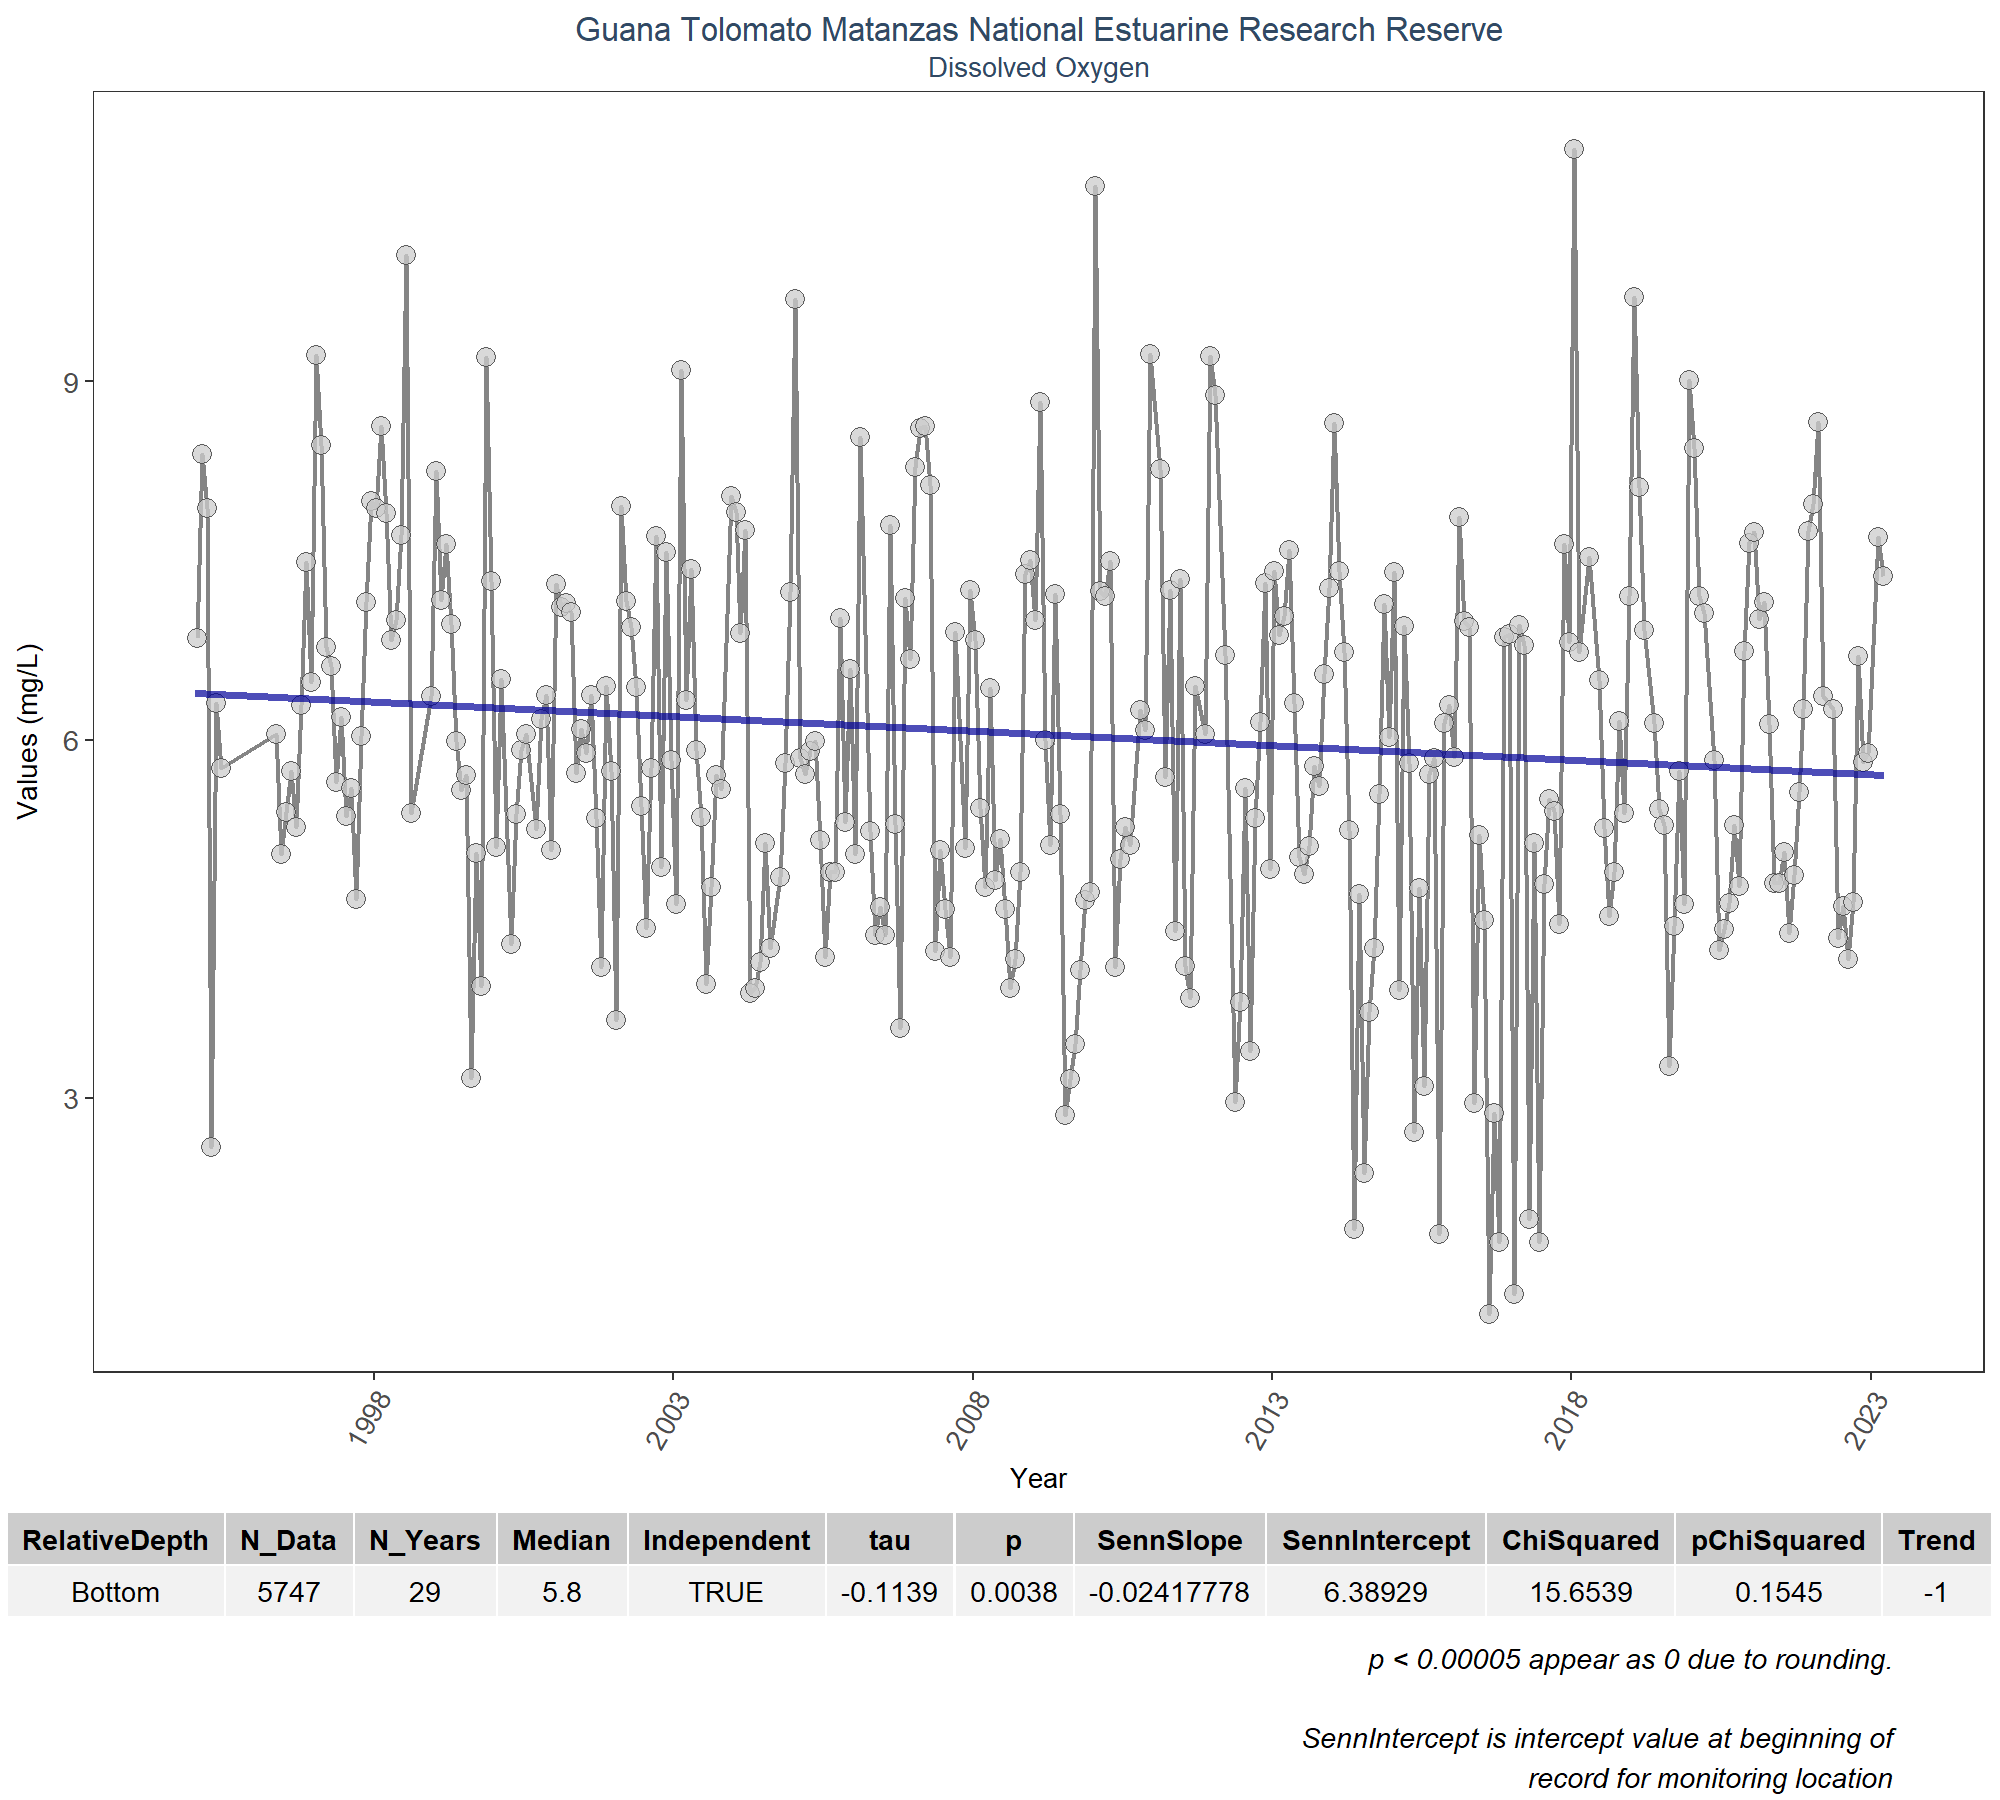 Guana Tolomato Matanzas National Estuarine Research Reserve
Dissolved Oxygen
Values (mg/L)
9
6
3
1998 2003 2008 2013 2018 2023
Year
RelativeDepth N_Data N_Years Median Independent tau p SennSlope SennIntercept ChiSquared pChiSquared Trend
Bottom 5747 29 5.8 TRUE -0.1139 0.0038 -0.02417778 6.38929 15.6539 0.1545 -1
p < 0.00005 appear as 0 due to rounding.
SennIntercept is intercept value at beginning of
record for monitoring location